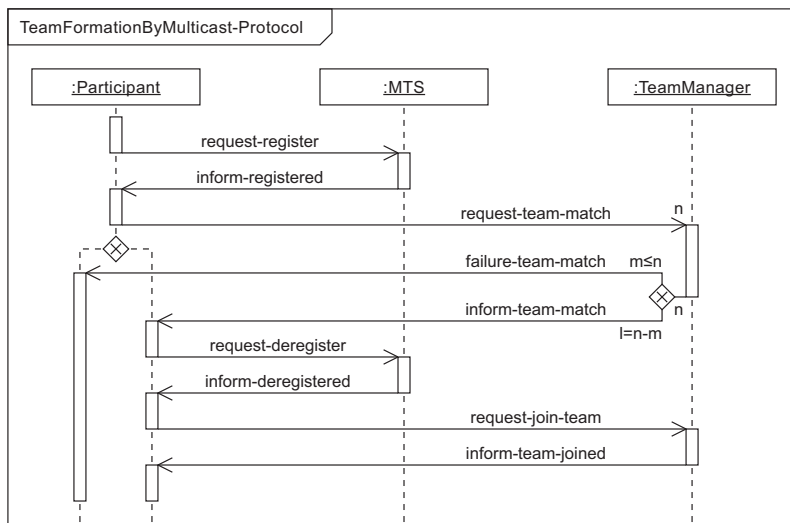 TeamFormationByMulticast-Protocol
:Participant
:MTS
:TeamManager
request-register
inform-registered
request-team-match
n
failure-team-match
m≤n
inform-team-match
n
l=n-m
request-deregister
inform-deregistered
request-join-team
inform-team-joined